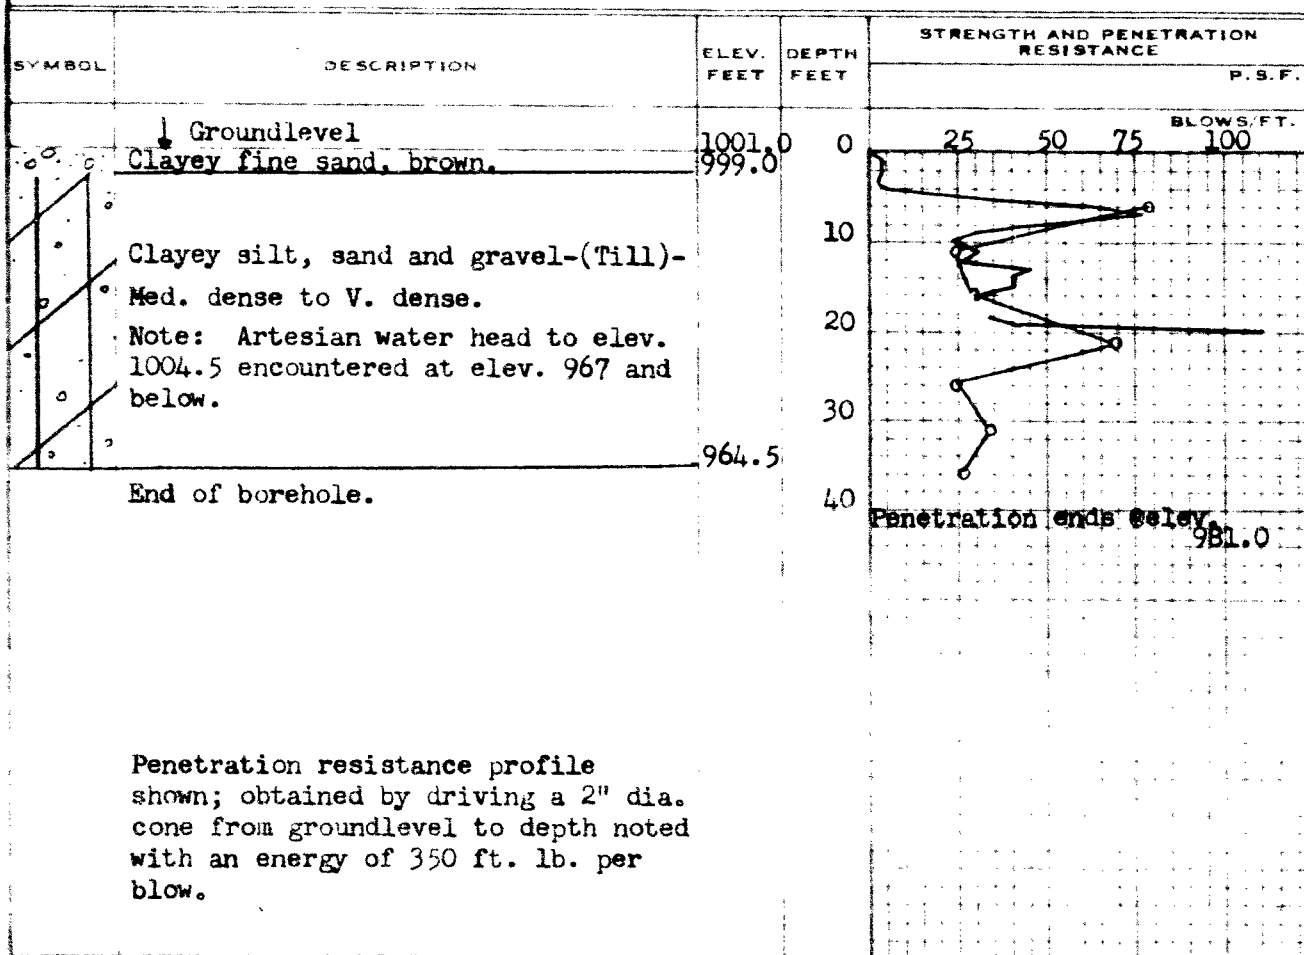 SYMBOL
DESCRIPTION
ELEV.
FEET
DEPTH
FEET
STRENGTH AND PENETRATION
RESISTANCE
P.S.F.
BLOWS/FT.
25 50 75 100
Groundlevel
1001.0
0
Clayey fine sand, brown.
999.0
10
Clayey silt, sand and gravel-(Till)-
Med. dense to V. dense.
20
Note: Artesian water head to elev.
1004.5 encountered at elev. 967 and
below.
30
964.5
End of borehole.
40
Penetration ends @elev.
981.0
Penetration resistance profile
shown; obtained by driving a 2" dia.
cone from groundlevel to depth noted
with an energy of 350 ft. lb. per
blow.